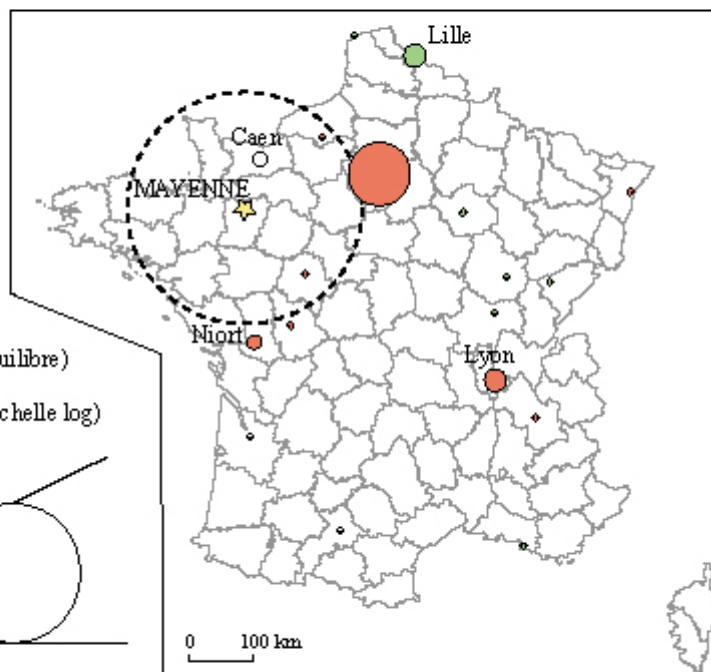 Lille
Caen
MAYENNE
Niort
uilibre)
Lyon
chelle log)
0 100 km